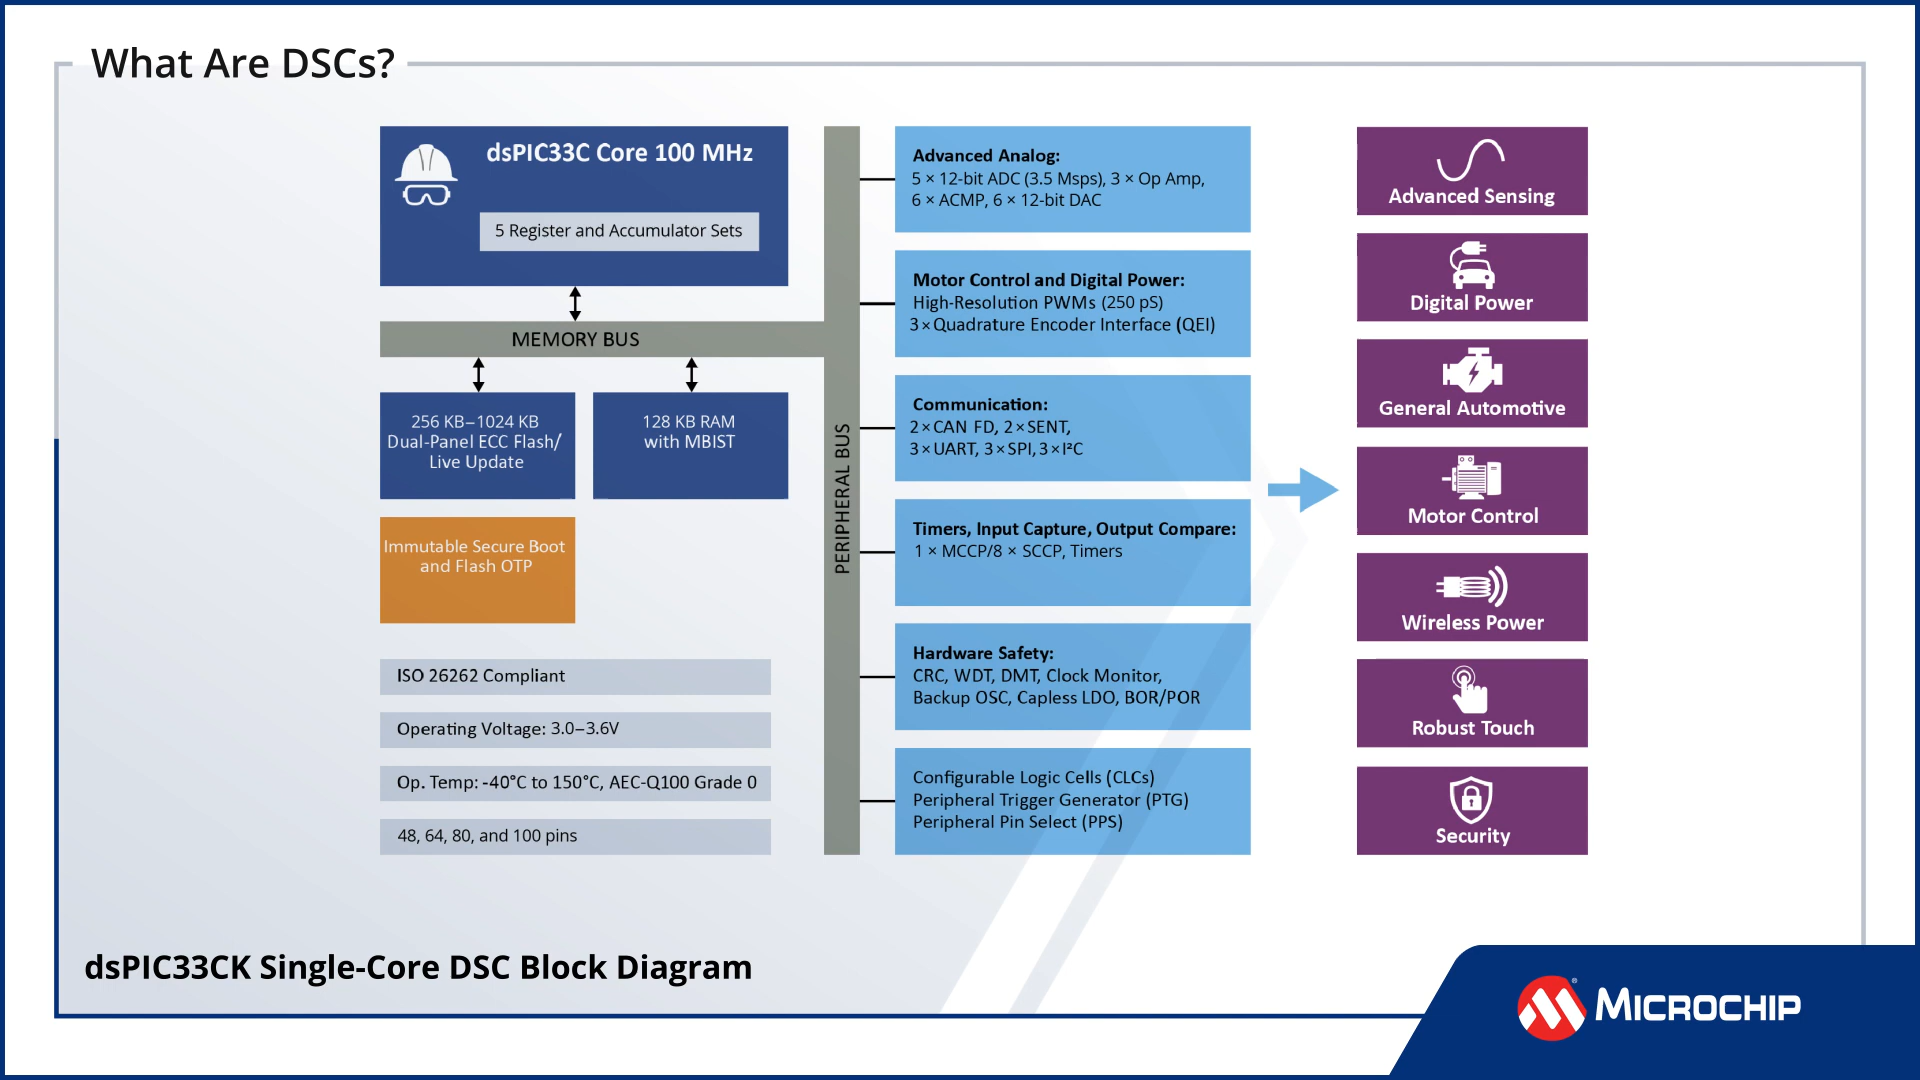 What Are DSCs?
dsPIC33C Core 100 MHz
5 Register and Accumulator Sets
MEMORY BUS
256 KB–1024 KB
Dual-Panel ECC Flash/
Live Update
128 KB RAM
with MBIST
Immutable Secure Boot
and Flash OTP
ISO 26262 Compliant
Operating Voltage: 3.0–3.6V
Op. Temp: -40°C to 150°C, AEC-Q100 Grade 0
48, 64, 80, and 100 pins
PERIPHERAL BUS
Advanced Analog:
5 × 12-bit ADC (3.5 Msps), 3 × Op Amp,
6 × ACMP, 6 × 12-bit DAC
Motor Control and Digital Power:
High-Resolution PWMs (250 pS)
3×Quadrature Encoder Interface (QEI)
Communication:
2×CAN FD, 2×SENT,
3×UART, 3×SPI, 3×I²C
Timers, Input Capture, Output Compare:
1 × MCCP/8 × SCCP, Timers
Hardware Safety:
CRC, WDT, DMT, Clock Monitor,
Backup OSC, Capless LDO, BOR/POR
Configurable Logic Cells (CLCs)
Peripheral Trigger Generator (PTG)
Peripheral Pin Select (PPS)
Advanced Sensing
Digital Power
General Automotive
Motor Control
Wireless Power
Robust Touch
Security
dsPIC33CK Single-Core DSC Block Diagram
® MICROCHIP